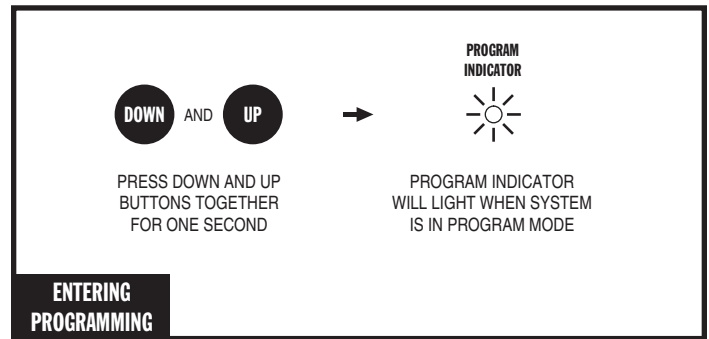 PROGRAM
INDICATOR
DOWN AND UP
PRESS DOWN AND UP
BUTTONS TOGETHER
FOR ONE SECOND
PROGRAM INDICATOR
WILL LIGHT WHEN SYSTEM
IS IN PROGRAM MODE
ENTERING
PROGRAMMING